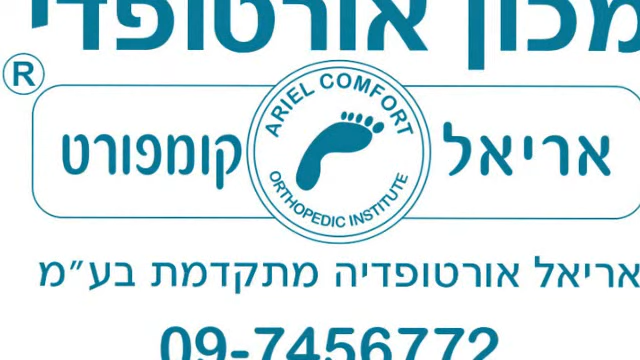 מכון אורטופדי
®
אריאל קומפורט
ARIEL COMFORT
ORTHOPEDIC INSTITUTE
אריאל אורטופדיה מתקדמת בע״מ
09-7456772